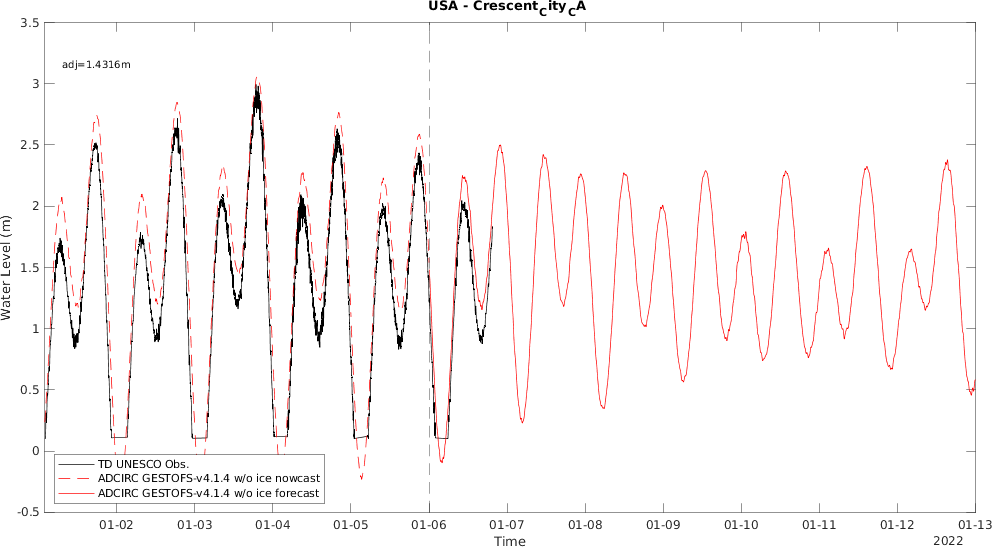 USA - Crescent_City_CA
3.5
adj=1.4316m
3
2.5
2
1.5
1
0.5
0
-0.5
Water Level (m)
TD UNESCO Obs.
ADCIRC GESTOFS-v4.1.4 w/o ice nowcast
ADCIRC GESTOFS-v4.1.4 w/o ice forecast
01-02 01-03 01-04 01-05 01-06 01-07 01-08 01-09 01-10 01-11 01-12 01-13
Time
2022